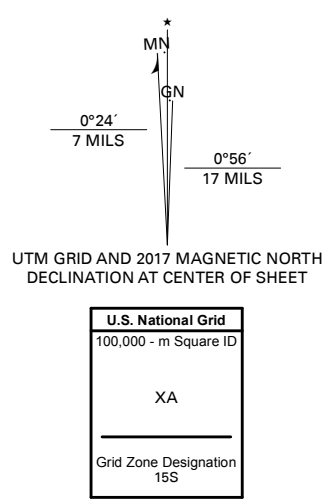 ★
MN
GN
0°24´
7 MILS
0°56´
17 MILS
UTM GRID AND 2017 MAGNETIC NORTH
DECLINATION AT CENTER OF SHEET
U.S. National Grid
100,000 - m Square ID
XA
Grid Zone Designation
15S